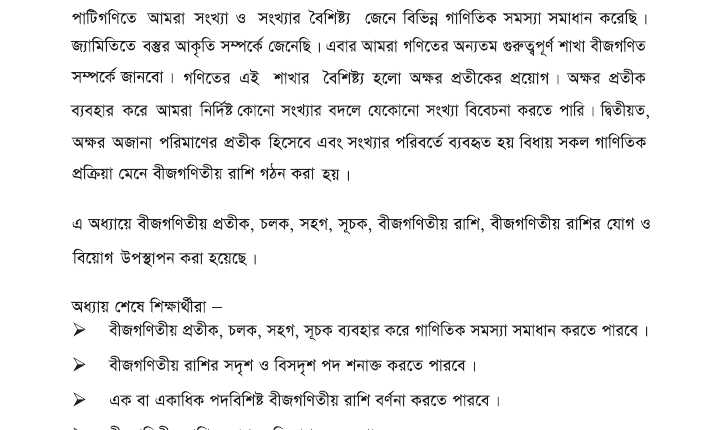 পাটিগণিতে আমরা সংখ্যা ও সংখ্যার বৈশিষ্ট্য জেনে বিভিন্ন গাণিতিক সমস্যা সমাধান করেছি।
জ্যামিতিতে বস্তুর আকৃতি সম্পর্কে জেনেছি। এবার আমরা গণিতের অন্যতম গুরুত্বপূর্ণ শাখা বীজগণিত
সম্পর্কে জানবো। গণিতের এই শাখার বৈশিষ্ট্য হলো অক্ষর প্রতীকের প্রয়োগ। অক্ষর প্রতীক
ব্যবহার করে আমরা নির্দিষ্ট কোনো সংখ্যার বদলে যেকোনো সংখ্যা বিবেচনা করতে পারি। দ্বিতীয়ত,
অক্ষর অজানা পরিমাণের প্রতীক হিসেবে এবং সংখ্যার পরিবর্তে ব্যবহৃত হয় বিধায় সকল গাণিতিক
প্রক্রিয়া মেনে বীজগণিতীয় রাশি গঠন করা হয়।
এ অধ্যায়ে বীজগণিতীয় প্রতীক, চলক, সহগ, সূচক, বীজগণিতীয় রাশি, বীজগণিতীয় রাশির যোগ ও
বিয়োগ উপস্থাপন করা হয়েছে।
অধ্যায় শেষে শিক্ষার্থীরা –
➢ বীজগণিতীয় প্রতীক, চলক, সহগ, সূচক ব্যবহার করে গাণিতিক সমস্যা সমাধান করতে পারবে।
➢ বীজগণিতীয় রাশির সদৃশ ও বিসদৃশ পদ শনাক্ত করতে পারবে।
➢ এক বা একাধিক পদবিশিষ্ট বীজগণিতীয় রাশি বর্ণনা করতে পারবে।